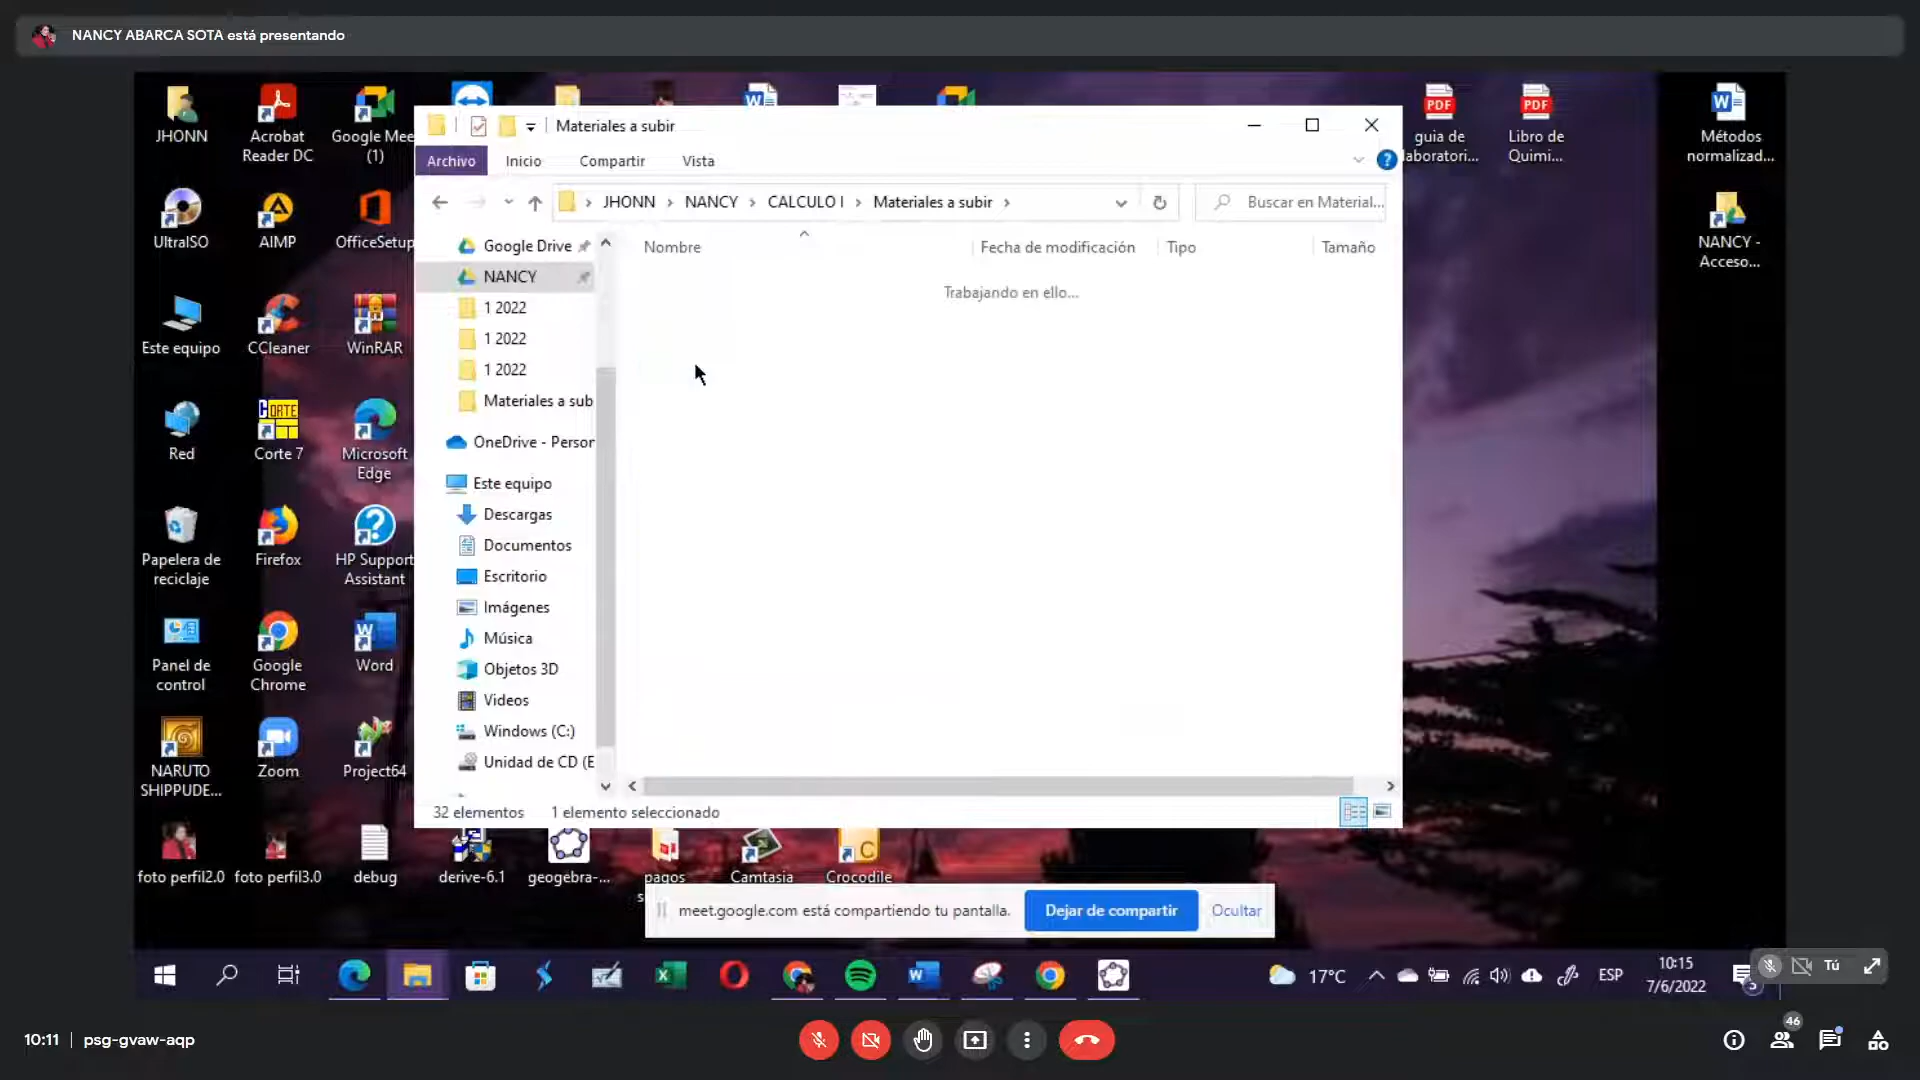 NANCY ABARCA SOTA está presentando
JHONN
Acrobat
Reader DC
Google Mee
(1)
guia de
laboratori...
Libro de
Quimi...
Métodos
normalizad...
Materiales a subir
Archivo
Inicio
Compartir
Vista
JHONN > NANCY > CALCULO I > Materiales a subir >
Buscar en Material...
Nombre
Fecha de modificación
Tipo
Tamaño
Trabajando en ello...
Google Drive
NANCY
1 2022
1 2022
1 2022
Materiales a sub
OneDrive - Person
Este equipo
Descargas
Documentos
Escritorio
Imágenes
Música
Objetos 3D
Videos
Windows (C:)
Unidad de CD (E
32 elementos
1 elemento seleccionado
UltraISO
AIMP
OfficeSetup
NANCY -
Acceso...
Este equipo
CCleaner
WinRAR
Red
CORTE
Corte 7
Microsoft
Edge
Papelera de
reciclaje
Firefox
HP Support
Assistant
Panel de
control
Google
Chrome
Word
NARUTO
SHIPPUDE...
Zoom
Project64
foto perfil2.0
foto perfil3.0
debug
derive-6.1
geogebra-...
pagos
Camtasia
Crocodile
meet.google.com está compartiendo tu pantalla.
Dejar de compartir
Ocultar
17°C
ESP
10:15
7/6/2022
Tú
10:11 | psg-gvaw-aqp
46